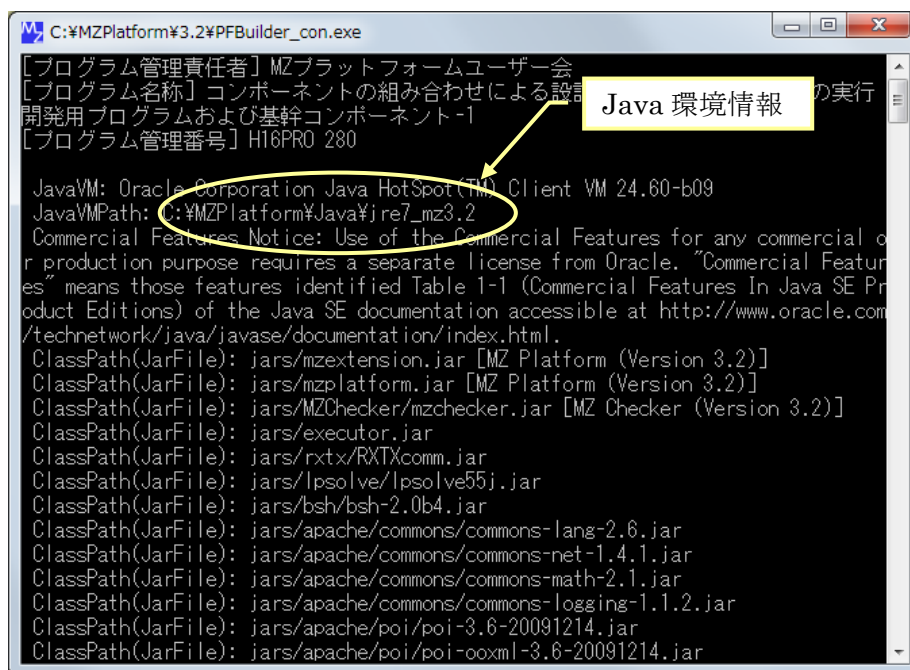 C:¥MZPlatform¥3.2¥PFBuilder_con.exe
[プログラム管理責任者] MZプラットフォームユーザー会
[プログラム名称] コンポーネントの組み合わせによる設計 の実行
開発用プログラムおよび基幹コンポーネント-1
[プログラム管理番号] H16PRO 280
Java 環境情報
JavaVM: Oracle Corporation Java HotSpot(TM) Client VM 24.60-b09
JavaVMPath: C:¥MZPlatform¥Java¥jre7_mz3.2
Commercial Features Notice: Use of the Commercial Features for any commercial o
r production purpose requires a separate license from Oracle. "Commercial Featur
es" means those features identified Table 1-1 (Commercial Features In Java SE Pr
oduct Editions) of the Java SE documentation accessible at http://www.oracle.com
/technetwork/java/javase/documentation/index.html.
ClassPath(JarFile): jars/mzextension.jar [MZ Platform (Version 3.2)]
ClassPath(JarFile): jars/mzplatform.jar [MZ Platform (Version 3.2)]
ClassPath(JarFile): jars/MZChecker/mzchecker.jar [MZ Checker (Version 3.2)]
ClassPath(JarFile): jars/executor.jar
ClassPath(JarFile): jars/rxtx/RXTXcomm.jar
ClassPath(JarFile): jars/lpsolve/lpsolve55j.jar
ClassPath(JarFile): jars/bsh/bsh-2.0b4.jar
ClassPath(JarFile): jars/apache/commons/commons-lang-2.6.jar
ClassPath(JarFile): jars/apache/commons/commons-net-1.4.1.jar
ClassPath(JarFile): jars/apache/commons/commons-math-2.1.jar
ClassPath(JarFile): jars/apache/commons/commons-logging-1.1.2.jar
ClassPath(JarFile): jars/apache/poi/poi-3.6-20091214.jar
ClassPath(JarFile): jars/apache/poi/poi-ooxml-3.6-20091214.jar